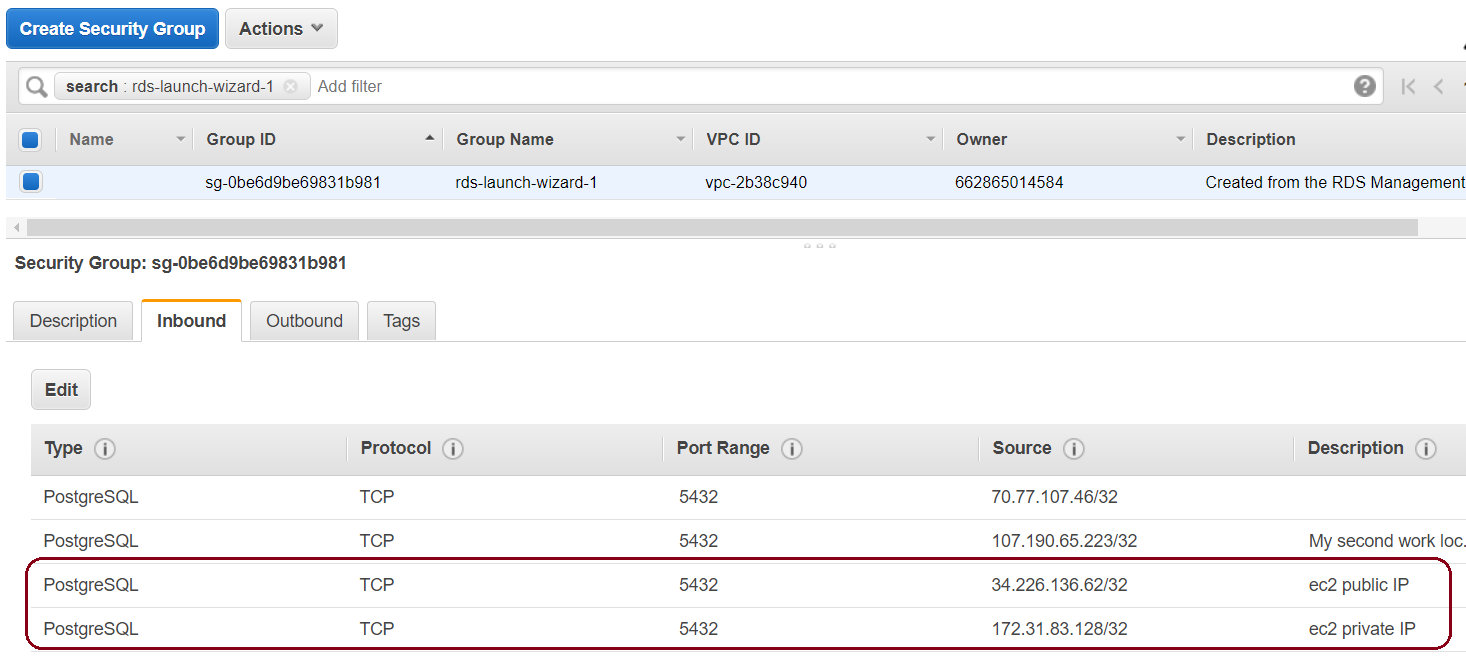 Create Security Group Actions
search : rds-launch-wizard-1 Add filter
Name Group ID Group Name VPC ID Owner Description
sg-0be6d9be69831b981 rds-launch-wizard-1 vpc-2b38c940 662865014584 Created from the RDS Management
Security Group: sg-0be6d9be69831b981
Description Inbound Outbound Tags
Edit
Type Protocol Port Range Source Description
PostgreSQL TCP 5432 70.77.107.46/32
PostgreSQL TCP 5432 107.190.65.223/32 My second work loc.
PostgreSQL TCP 5432 34.226.136.62/32 ec2 public IP
PostgreSQL TCP 5432 172.31.83.128/32 ec2 private IP